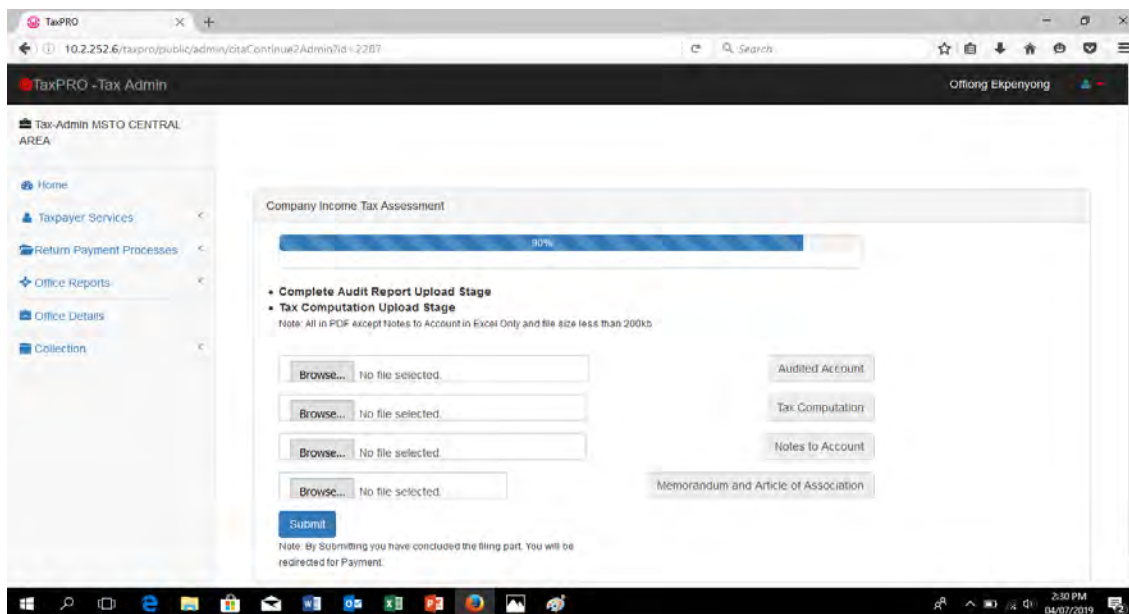 TaxPRO
10.2.252.6/taxpro/public/admin/citaContinue2Admin?id=2287
Search
TaxPRO -Tax Admin
Offiong Ekpenyong
Tax-Admin MSTO CENTRAL
AREA
Home
Taxpayer Services
Return Payment Processes
Office Reports
Office Details
Collection
Company Income Tax Assessment
90%
• Complete Audit Report Upload Stage
• Tax Computation Upload Stage
Note: All in PDF except Notes to Account in Excel Only and file size less than 200kb
Browse... No file selected. Audited Account
Browse... No file selected. Tax Computation
Browse... No file selected. Notes to Account
Browse... No file selected. Memorandum and Article of Association
Submit
Note: By Submitting you have concluded the filing part. You will be
redirected for Payment.
2:30 PM
04/07/2019